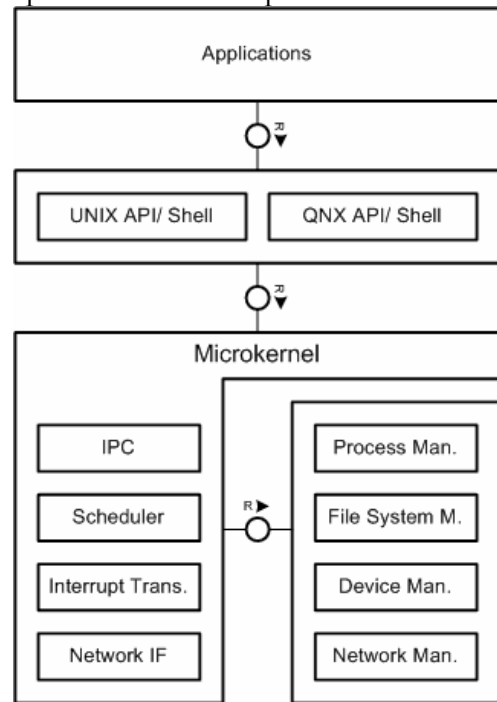 Applications
R
UNIX API/ Shell
QNX API/ Shell
R
Microkernel
IPC
Scheduler
Interrupt Trans.
Network IF
R
Process Man.
File System M.
Device Man.
Network Man.